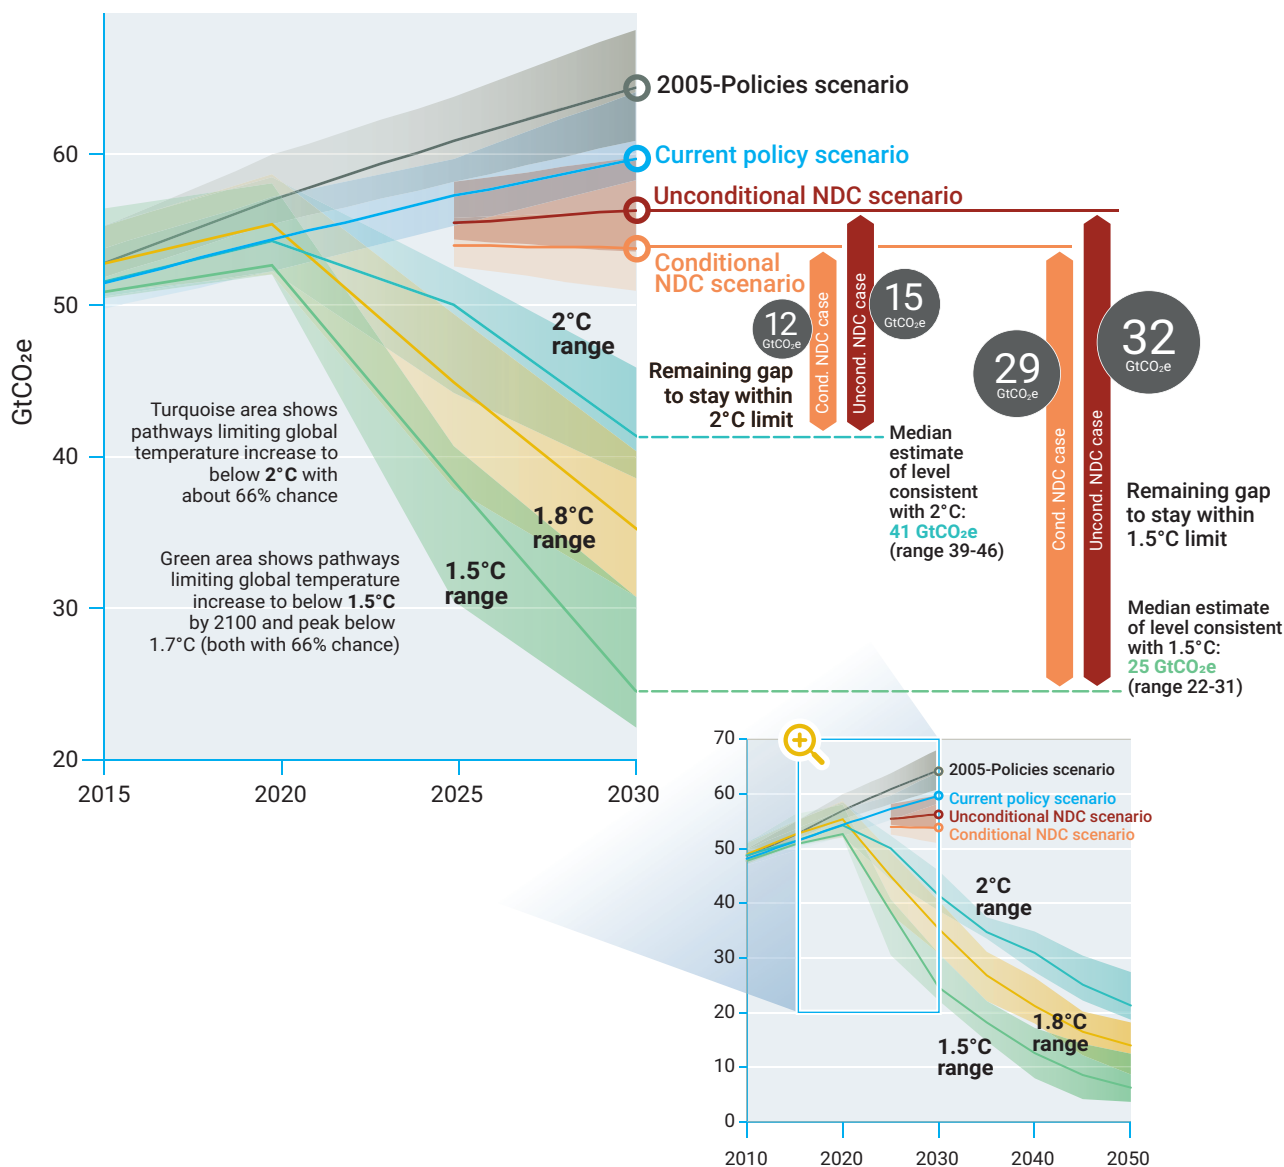 GtCO₂e
60
50
40
30
20
2015
2020
2025
2030
2005-Policies scenario
Current policy scenario
Unconditional NDC scenario
Conditional
NDC scenario
2°C
range
1.8°C
range
1.5°C
range
Turquoise area shows
pathways limiting global
temperature increase to
below 2°C with
about 66% chance
Green area shows pathways
limiting global temperature
increase to below 1.5°C
by 2100 and peak below
1.7°C (both with 66% chance)
12
GtCO₂e
Cond. NDC case
Uncond. NDC case
15
GtCO₂e
Remaining gap
to stay within
2°C limit
Median
estimate
of level
consistent
with 2°C:
41 GtCO₂e
(range 39-46)
29
GtCO₂e
Cond. NDC case
Uncond. NDC case
32
GtCO₂e
Remaining gap
to stay within
1.5°C limit
Median estimate
of level consistent
with 1.5°C:
25 GtCO₂e
(range 22-31)
70
60
50
40
30
20
10
0
2010
2020
2030
2040
2050
2005-Policies scenario
Current policy scenario
Unconditional NDC scenario
Conditional NDC scenario
2°C
range
1.8°C
range
1.5°C
range